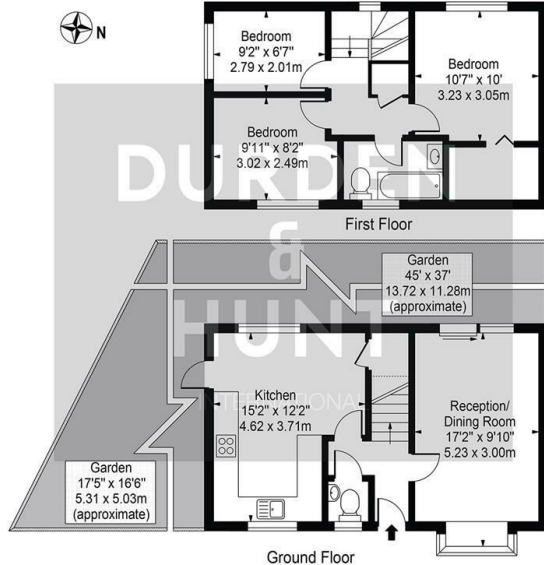 N
Bedroom
9'2" x 6'7"
2.79 x 2.01m
Bedroom
10'7" x 10'
3.23 x 3.05m
Bedroom
9'11" x 8'2"
3.02 x 2.49m
DURDEN
&
HUNT
INTERNATIONAL
First Floor
Garden
45' x 37'
13.72 x 11.28m
(approximate)
Kitchen
15'2" x 12'2"
4.62 x 3.71m
Reception/
Dining Room
17'2" x 9'10"
5.23 x 3.00m
Garden
17'5" x 16'6"
5.31 x 5.03m
(approximate)
Ground Floor